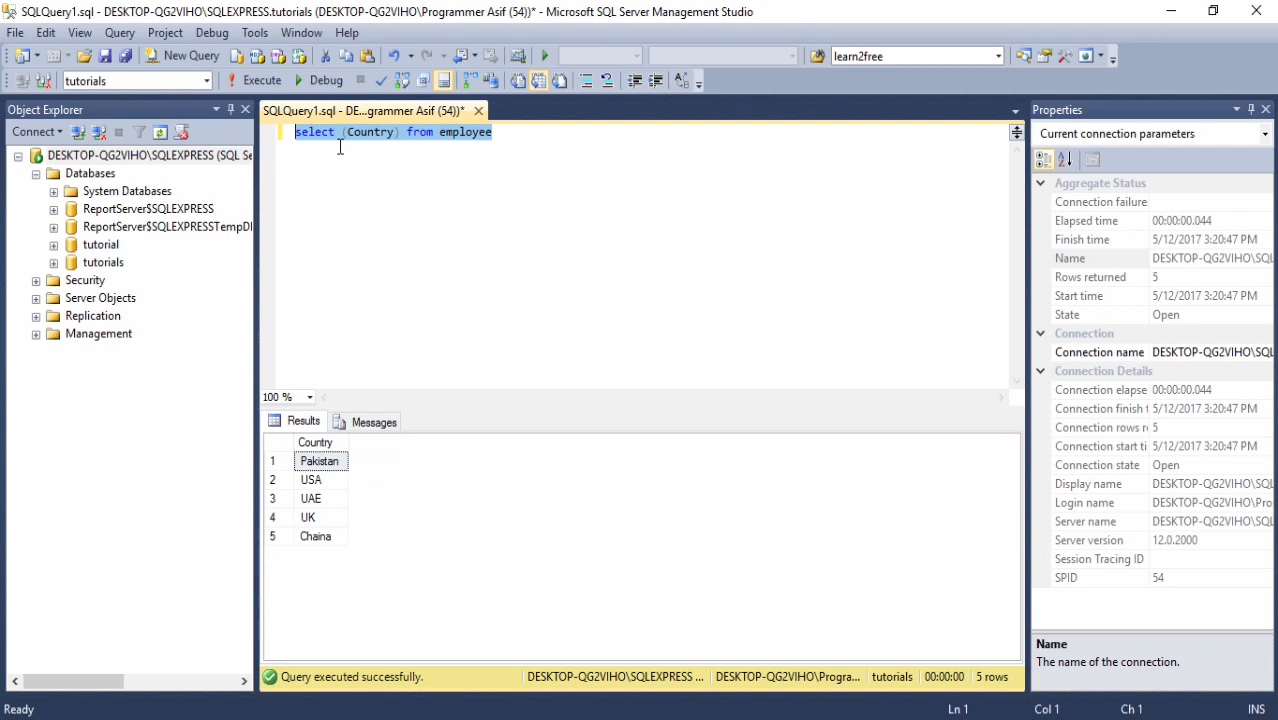 SQLQuery1.sql - DESKTOP-QG2VIHO\SQLEXPRESS.tutorials (DESKTOP-QG2VIHO\Programmer Asif (54))* - Microsoft SQL Server Management Studio
File Edit View Query Project Debug Tools Window Help
New Query learn2free
tutorials Execute Debug
Object Explorer
Connect
DESKTOP-QG2VIHO\SQLEXPRESS (SQL Se
Databases
System Databases
ReportServer$SQLEXPRESS
ReportServer$SQLEXPRESSTempDI
tutorial
tutorials
Security
Server Objects
Replication
Management
SQLQuery1.sql - DE...grammer Asif (54))*
select (Country) from employee
100 %
Results Messages
Country
1 Pakistan
2 USA
3 UAE
4 UK
5 Chaina
Query executed successfully. DESKTOP-QG2VIHO\SQLEXPRESS ... DESKTOP-QG2VIHO\Progra... tutorials 00:00:00 5 rows
Properties
Current connection parameters
Aggregate Status
Connection failure
Elapsed time 00:00:00.044
Finish time 5/12/2017 3:20:47 PM
Name DESKTOP-QG2VIHO\SQL
Rows returned 5
Start time 5/12/2017 3:20:47 PM
State Open
Connection
Connection name DESKTOP-QG2VIHO\SQL
Connection Details
Connection elapse 00:00:00.044
Connection finish t 5/12/2017 3:20:47 PM
Connection rows re 5
Connection start ti 5/12/2017 3:20:47 PM
Connection state Open
Display name DESKTOP-QG2VIHO\SQL
Login name DESKTOP-QG2VIHO\Pro
Server name DESKTOP-QG2VIHO\SQL
Server version 12.0.2000
Session Tracing ID
SPID 54
Name
The name of the connection.
Ready Ln 1 Col 1 Ch 1 INS